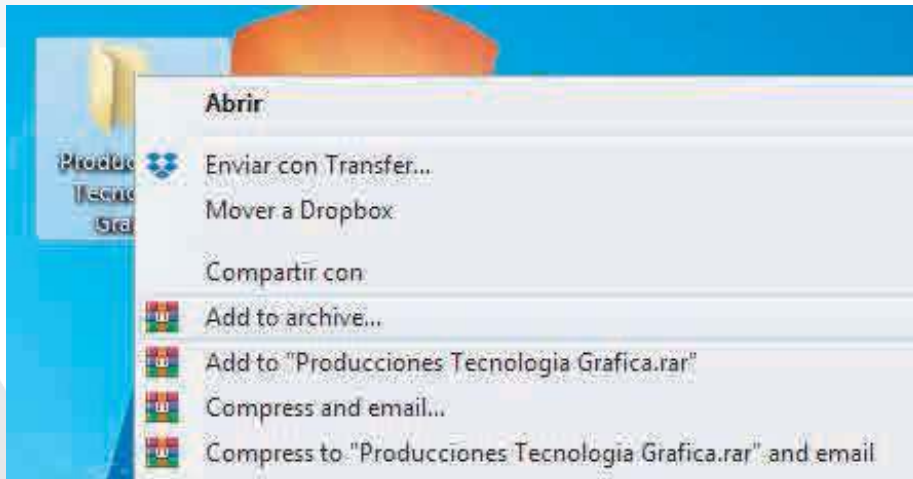 Abrir
Enviar con Transfer...
Mover a Dropbox
Compartir con
Add to archive...
Add to "Producciones Tecnologia Grafica.rar"
Compress and email...
Compress to "Producciones Tecnologia Grafica.rar" and email